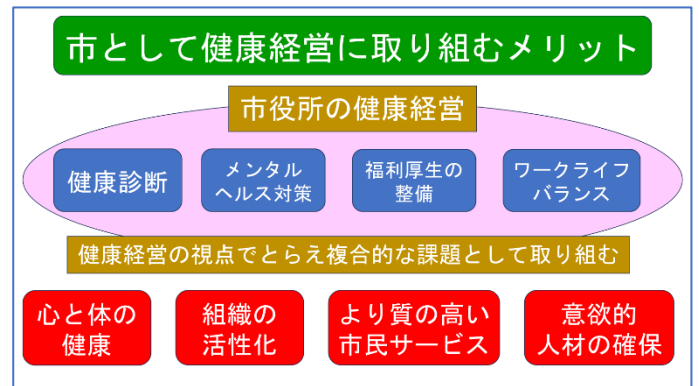 市として健康経営に取り組むメリット
市役所の健康経営
健康診断
メンタル
ヘルス対策
福利厚生の
整備
ワークライフ
バランス
健康経営の視点でとらえ複合的な課題として取り組む
心と体の
健康
組織の
活性化
より質の高い
市民サービス
意欲的
人材の確保